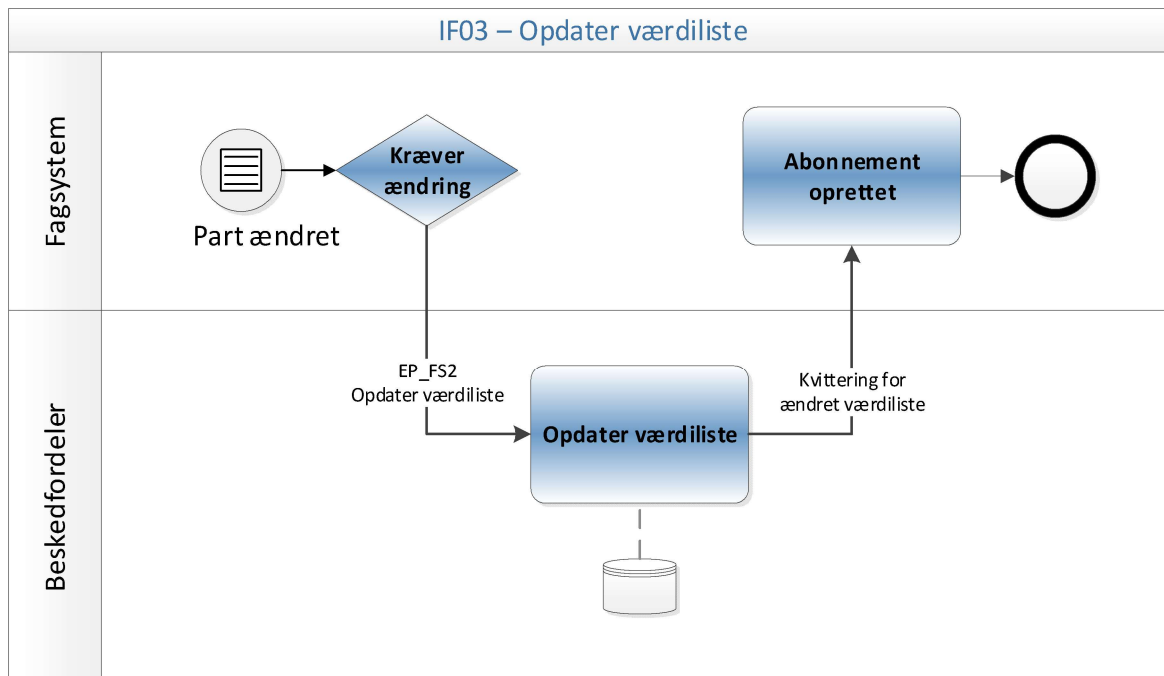 IF03 – Opdater værdiliste
Fagsystem
Kræver
ændring
Part ændret
Abonnement
oprettet
Beskedfordeler
EP_FS2
Opdater værdiliste
Opdater værdiliste
Kvittering for
ændret værdiliste